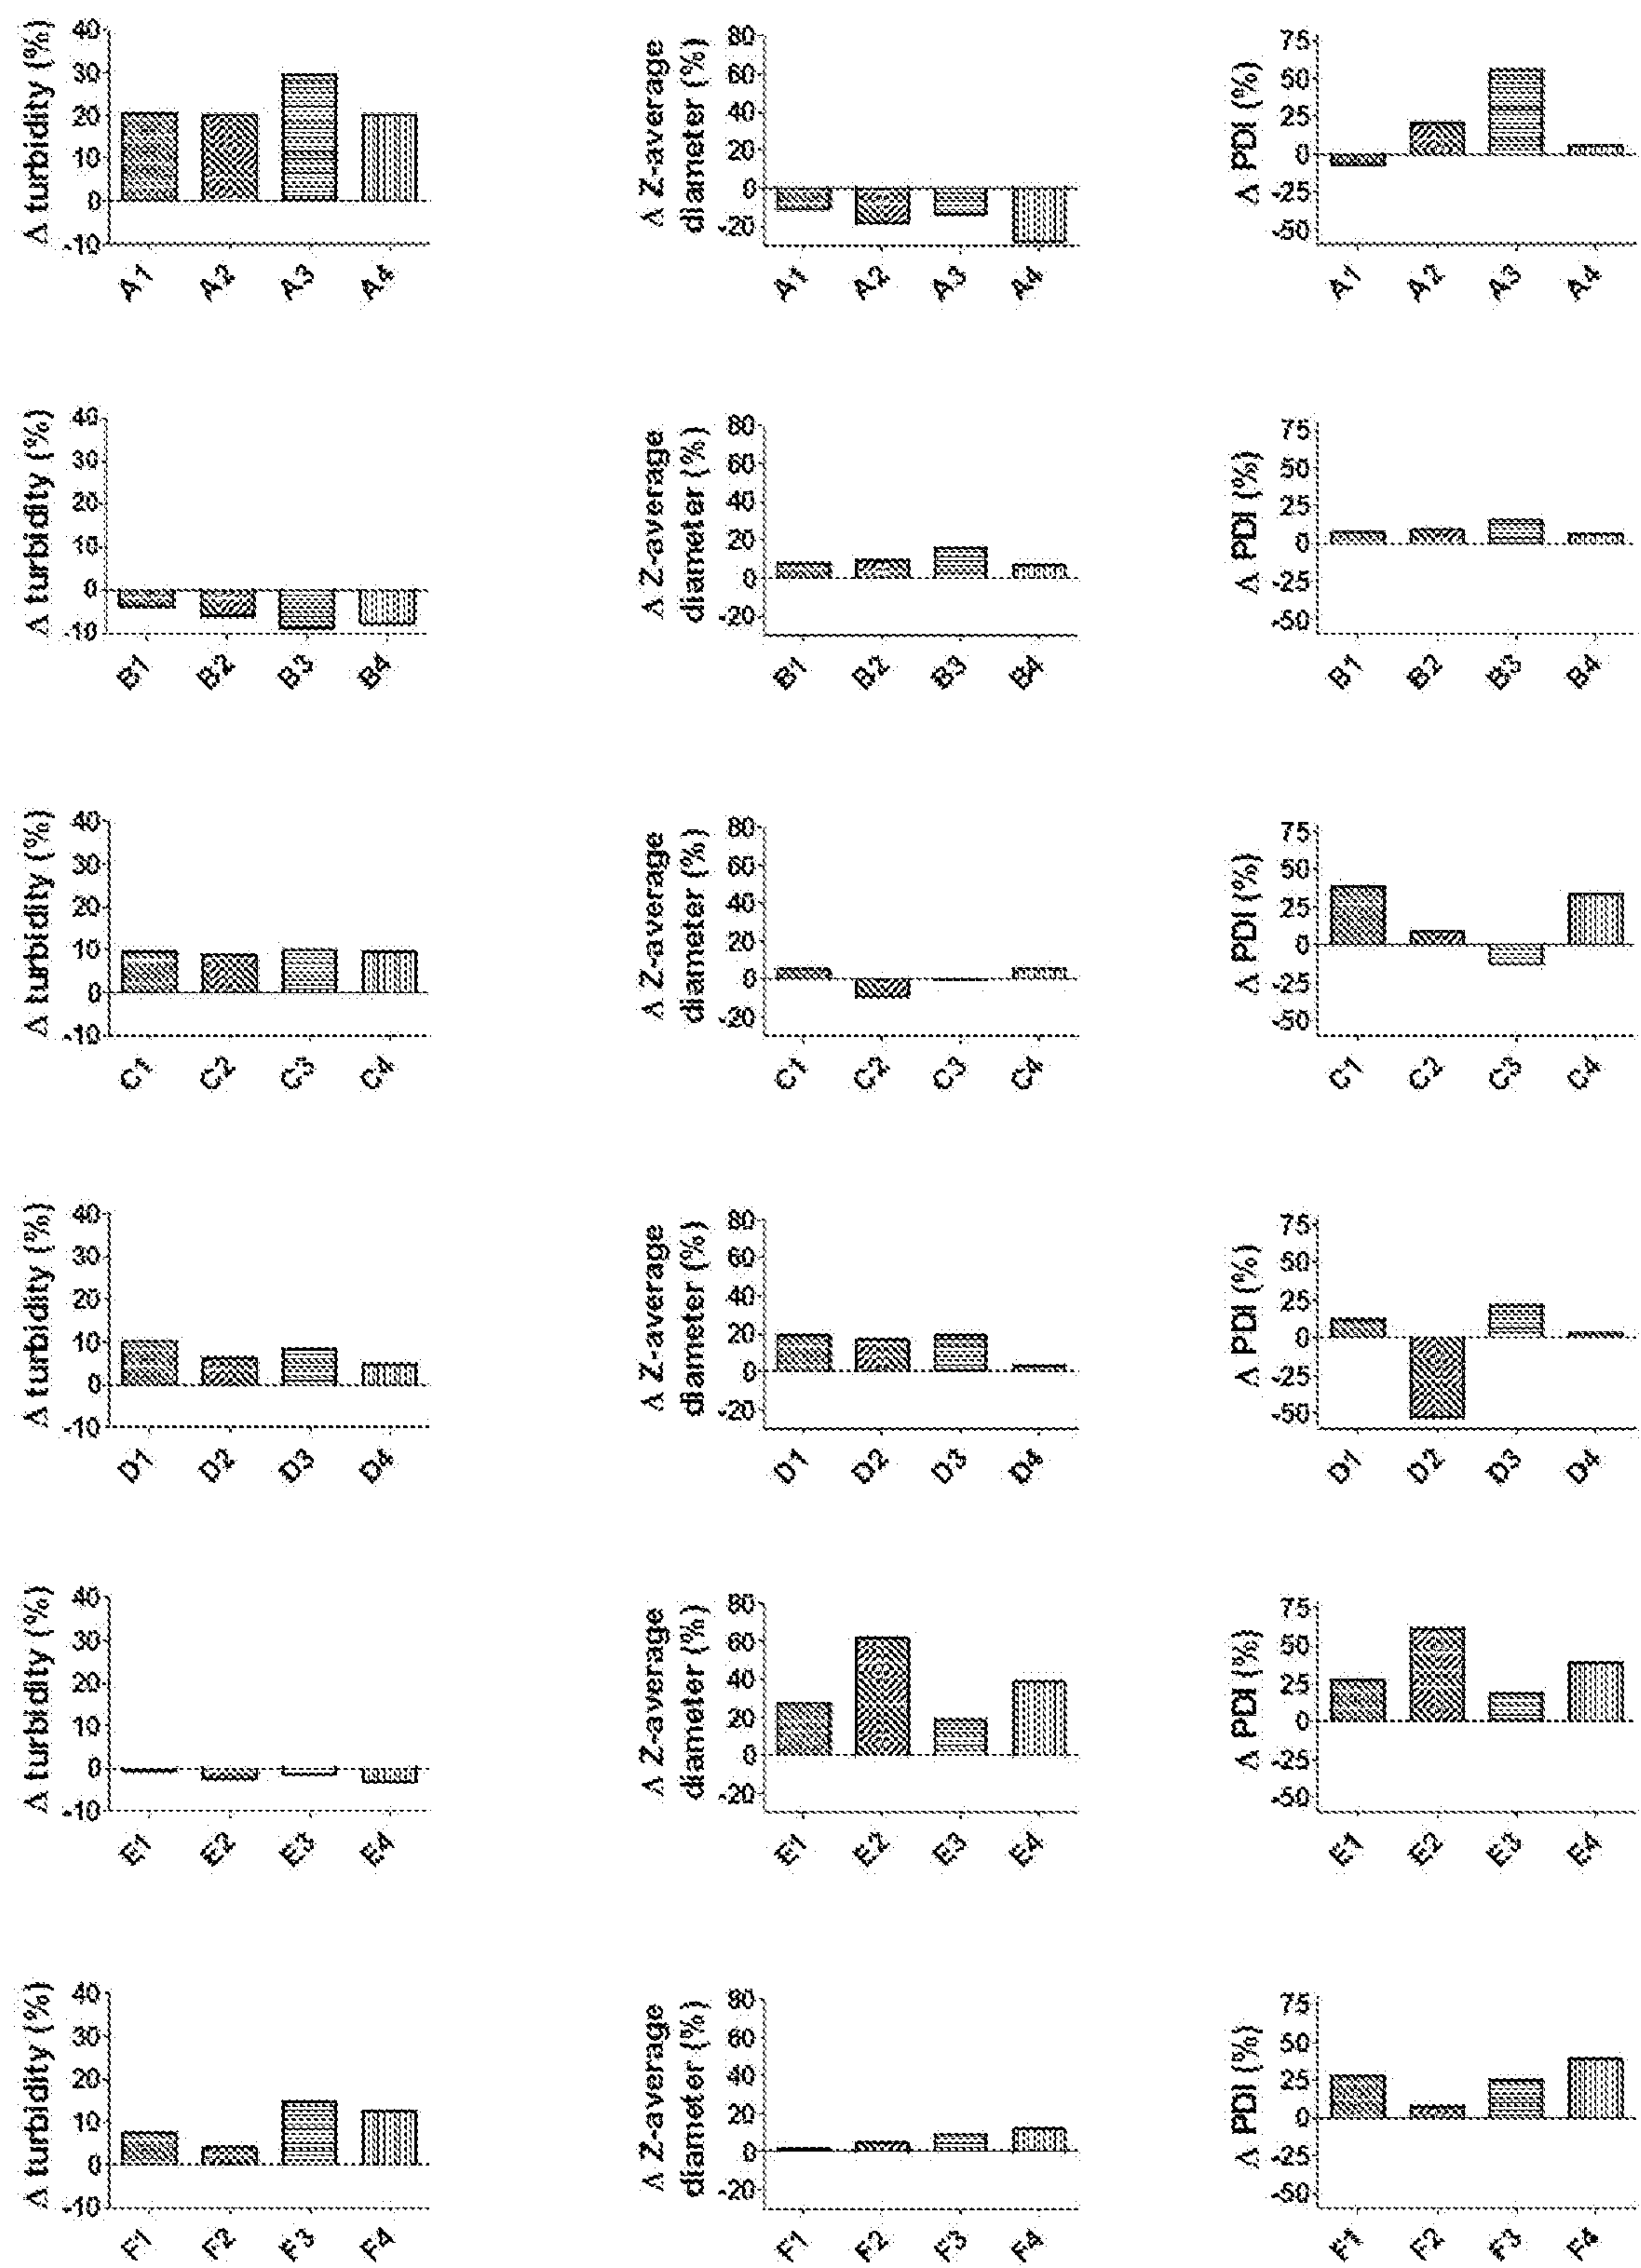 Δ turbidity (%)
40
30
20
10
0
-10
A1 A2 A3 A4
Δ Z-average
diameter (%)
80
60
40
20
0
-20
A1 A2 A3 A4
Δ PDI (%)
75
50
25
0
-25
-50
A1 A2 A3 A4
Δ turbidity (%)
40
30
20
10
0
-10
B1 B2 B3 B4
Δ Z-average
diameter (%)
80
60
40
20
0
-20
B1 B2 B3 B4
Δ PDI (%)
75
50
25
0
-25
-50
B1 B2 B3 B4
Δ turbidity (%)
40
30
20
10
0
-10
C1 C2 C3 C4
Δ Z-average
diameter (%)
80
60
40
20
0
-20
C1 C2 C3 C4
Δ PDI (%)
75
50
25
0
-25
-50
C1 C2 C3 C4
Δ turbidity (%)
40
30
20
10
0
-10
D1 D2 D3 D4
Δ Z-average
diameter (%)
80
60
40
20
0
-20
D1 D2 D3 D4
Δ PDI (%)
75
50
25
0
-25
-50
D1 D2 D3 D4
Δ turbidity (%)
40
30
20
10
0
-10
E1 E2 E3 E4
Δ Z-average
diameter (%)
80
60
40
20
0
-20
E1 E2 E3 E4
Δ PDI (%)
75
50
25
0
-25
-50
E1 E2 E3 E4
Δ turbidity (%)
40
30
20
10
0
-10
F1 F2 F3 F4
Δ Z-average
diameter (%)
80
60
40
20
0
-20
F1 F2 F3 F4
Δ PDI (%)
75
50
25
0
-25
-50
F1 F2 F3 F4